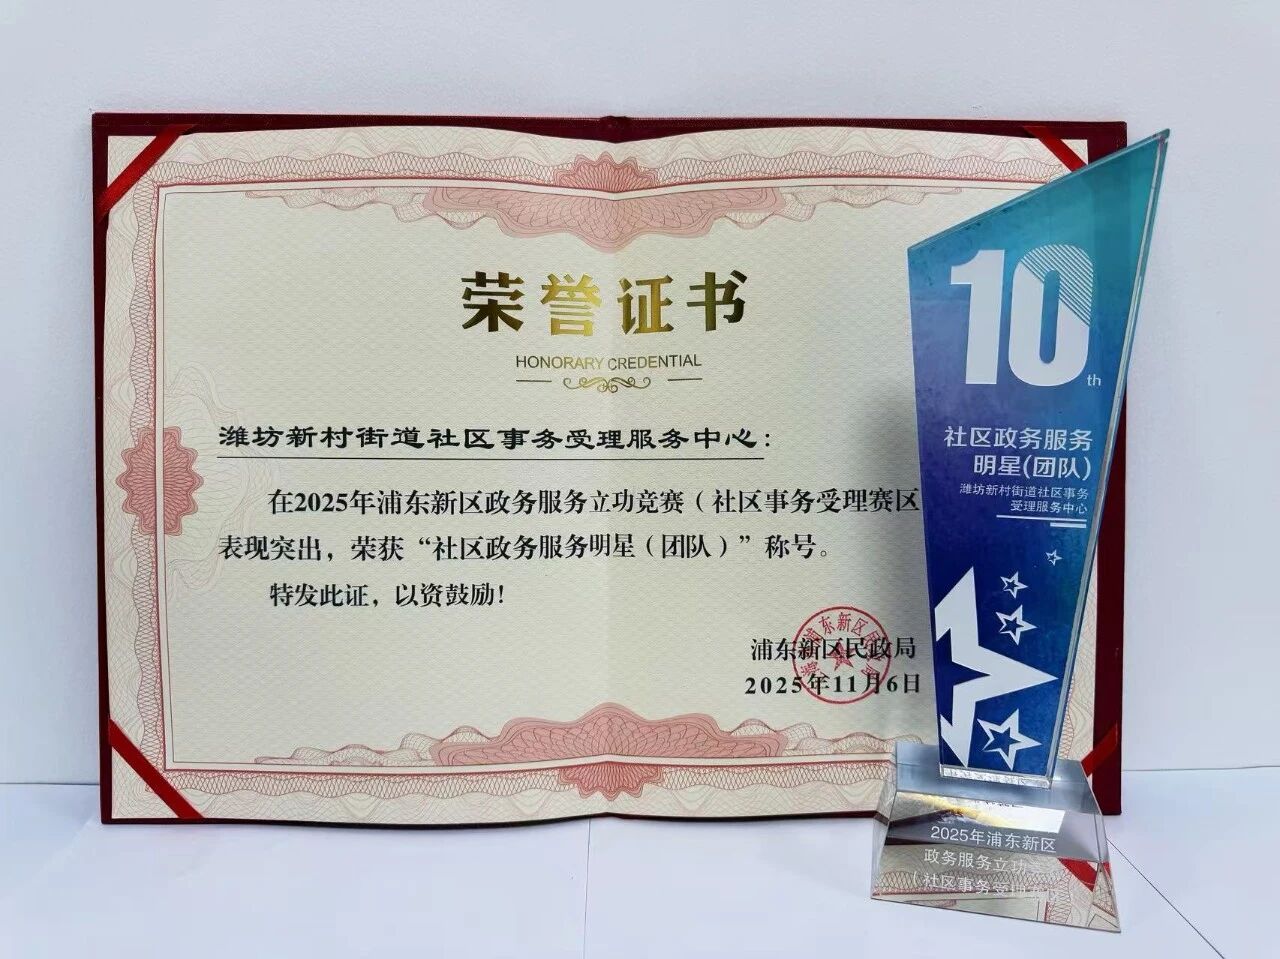 荣誉证书
HONORARY CREDENTIAL
潍坊新村街道社区事务受理服务中心：
在2025年浦东新区政务服务立功竞赛（社区事务受理赛区
表现突出，荣获“社区政务服务明星（团队）”称号。
特发此证，以资鼓励！
浦东新区民政局
2025年11月6日
10th
社区政务服务
明星(团队)
潍坊新村街道社区事务
受理服务中心
2025年浦东新区
政务服务立功
（社区事务受理